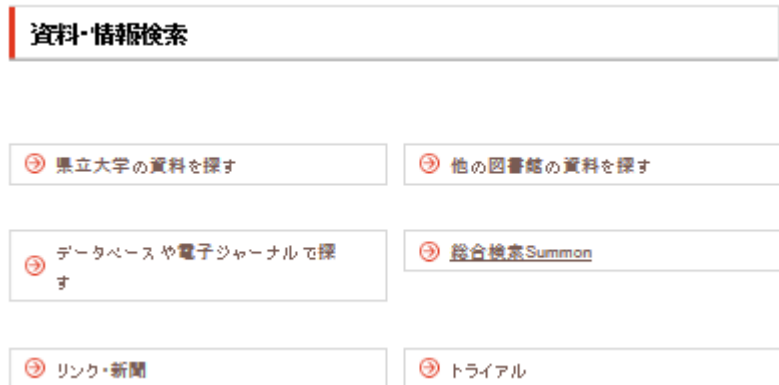 資料・情報検索
県立大学の資料を探す
他の図書館の資料を探す
データベースや電子ジャーナルで探
す
総合検索Summon
リンク・新聞
トライアル